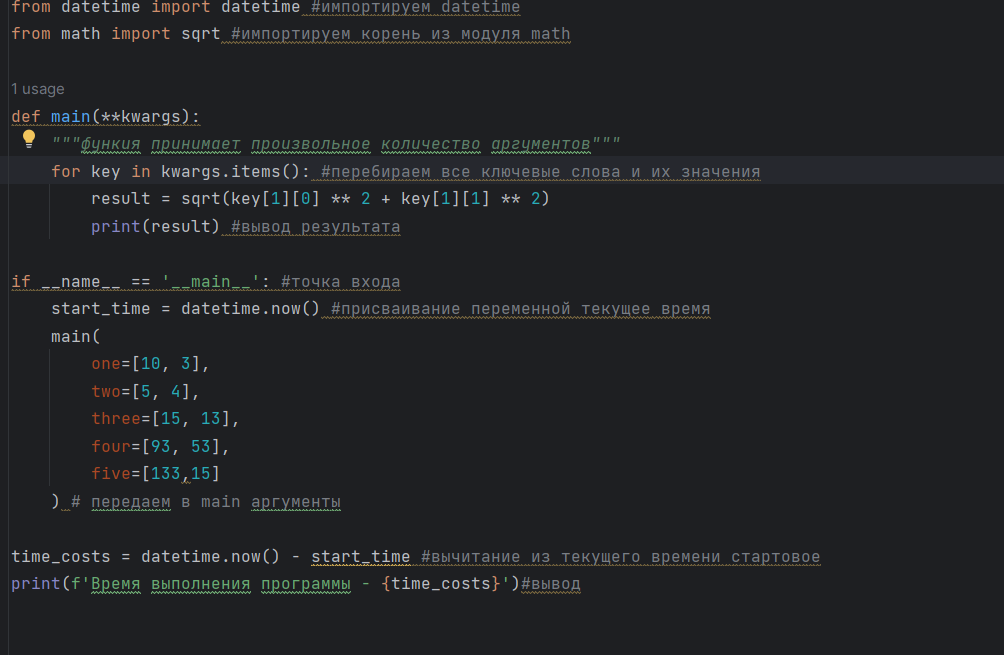 from datetime import datetime #импортируем datetime
from math import sqrt #импортируем корень из модуля math
1 usage
def main(**kwargs):
"""функия принимает произвольное количество аргументов"""
for key in kwargs.items(): #перебираем все ключевые слова и их значения
result = sqrt(key[1][0] ** 2 + key[1][1] ** 2)
print(result) #вывод результата
if __name__ == '__main__': #точка входа
start_time = datetime.now() #присваивание переменной текущее время
main(
one=[10, 3],
two=[5, 4],
three=[15, 13],
four=[93, 53],
five=[133,15]
) # передаем в main аргументы
time_costs = datetime.now() - start_time #вычитание из текущего времени стартовое
print(f'Время выполнения программы - {time_costs}')#вывод